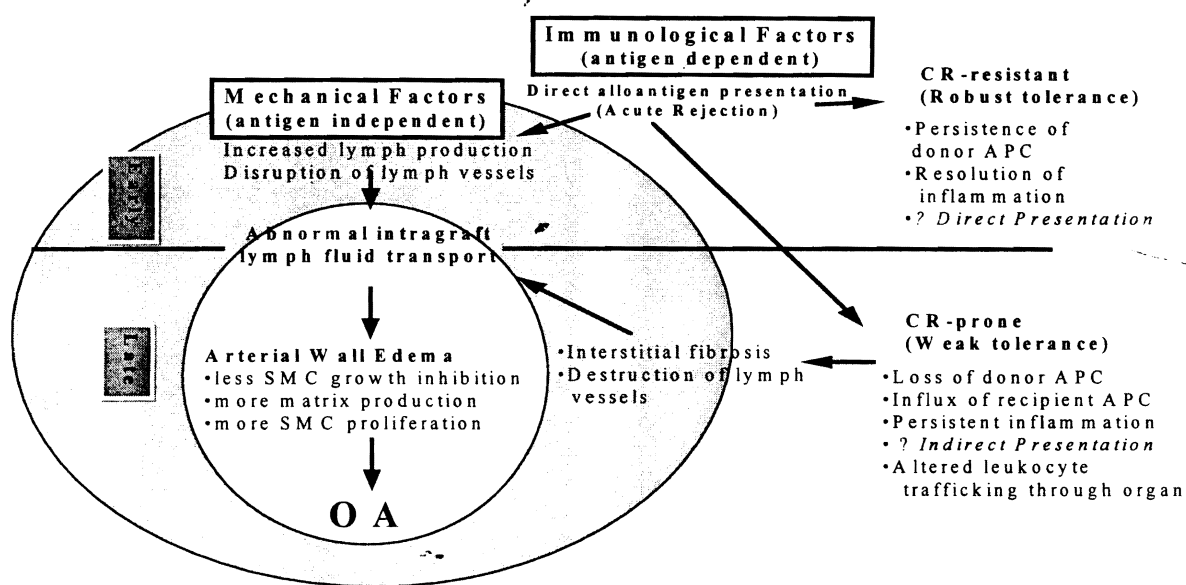 Immunological Factors
(antigen dependent)
Direct alloantigen presentation
(Acute Rejection)
Mechanical Factors
(antigen independent)
Increased lymph production
Disruption of lymph vessels
Early
Abnormal intragraft
lymph fluid transport
CR-resistant
(Robust tolerance)
•Persistence of
donor APC
•Resolution of
inflammation
•? Direct Presentation
Late
Arterial Wall Edema
•less SMC growth inhibition
•more matrix production
•more SMC proliferation
OA
•Interstitial fibrosis
•Destruction of lymph
vessels
CR-prone
(Weak tolerance)
•Loss of donor APC
•Influx of recipient APC
•Persistent inflammation
• ? Indirect Presentation
•Altered leukocyte
trafficking through organ